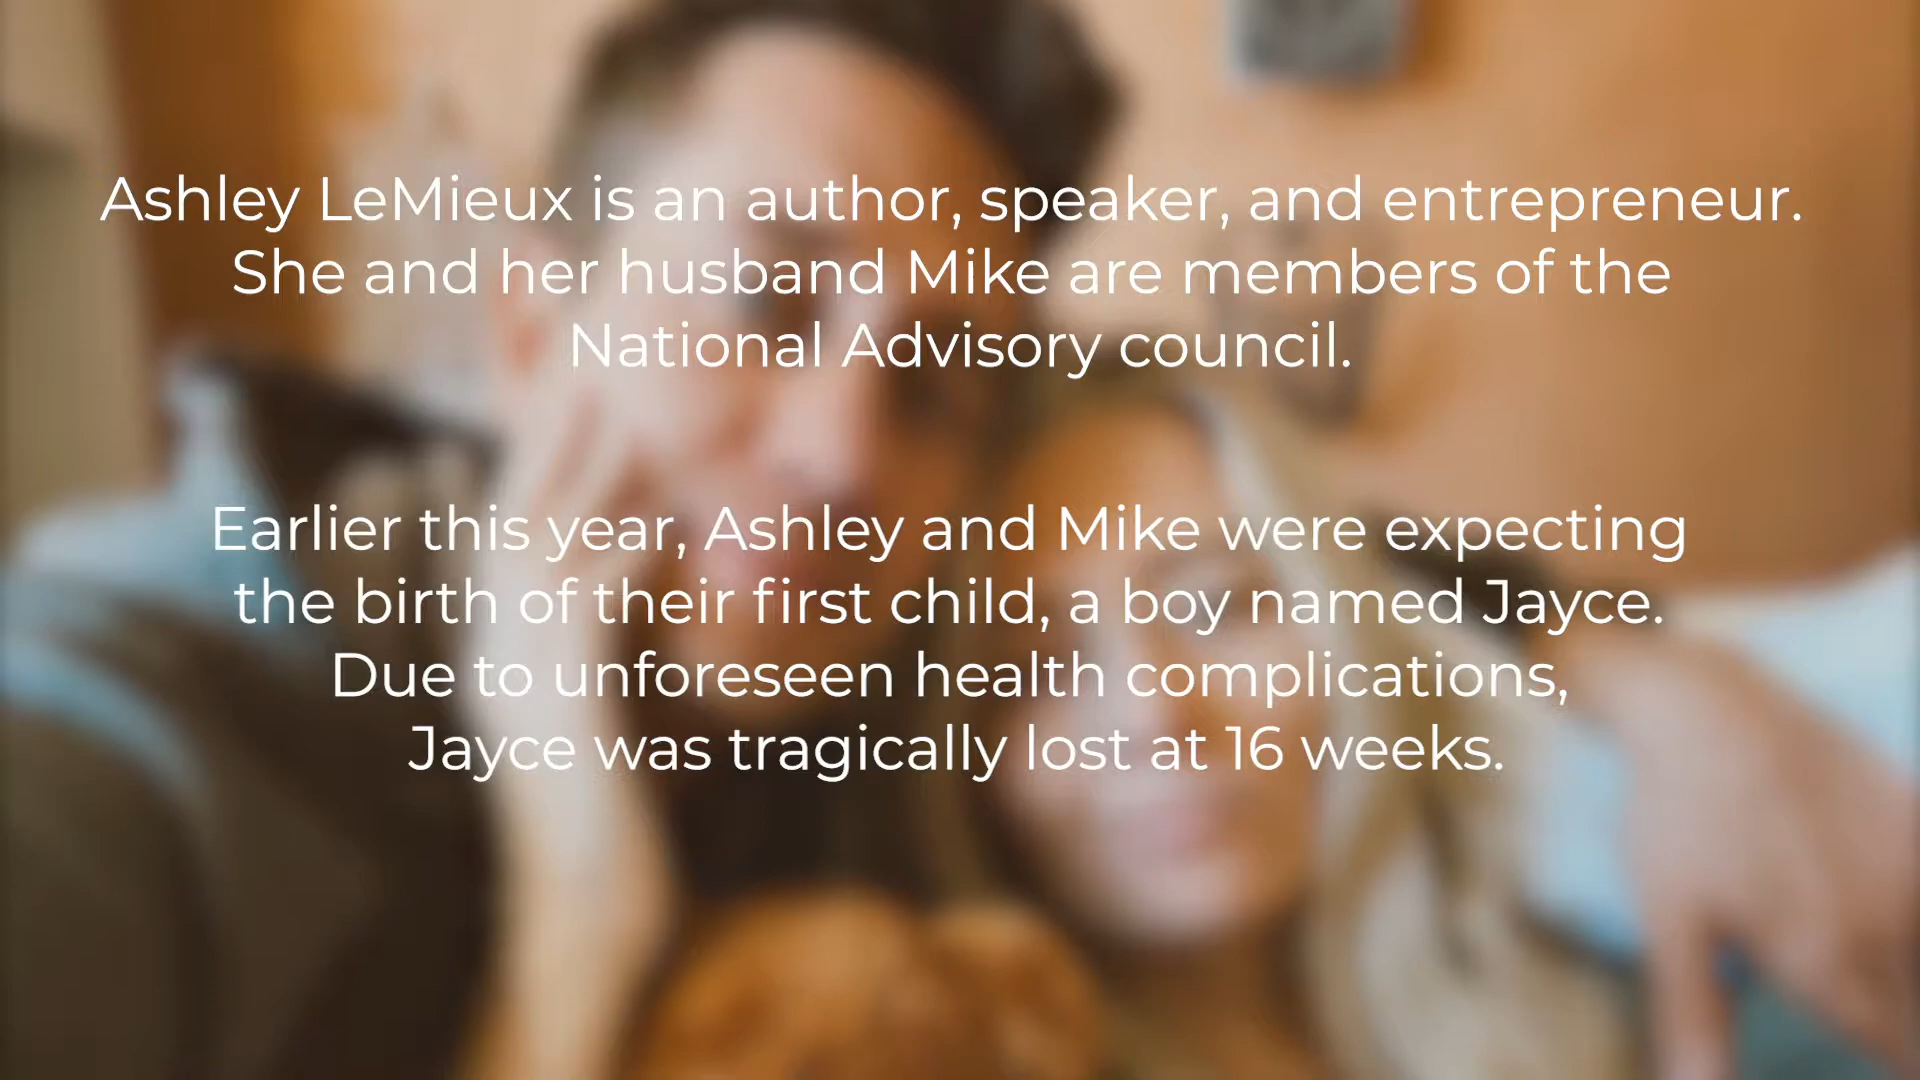 Ashley LeMieux is an author, speaker, and entrepreneur.
She and her husband Mike are members of the
National Advisory council.
Earlier this year, Ashley and Mike were expecting
the birth of their first child, a boy named Jayce.
Due to unforeseen health complications,
Jayce was tragically lost at 16 weeks.